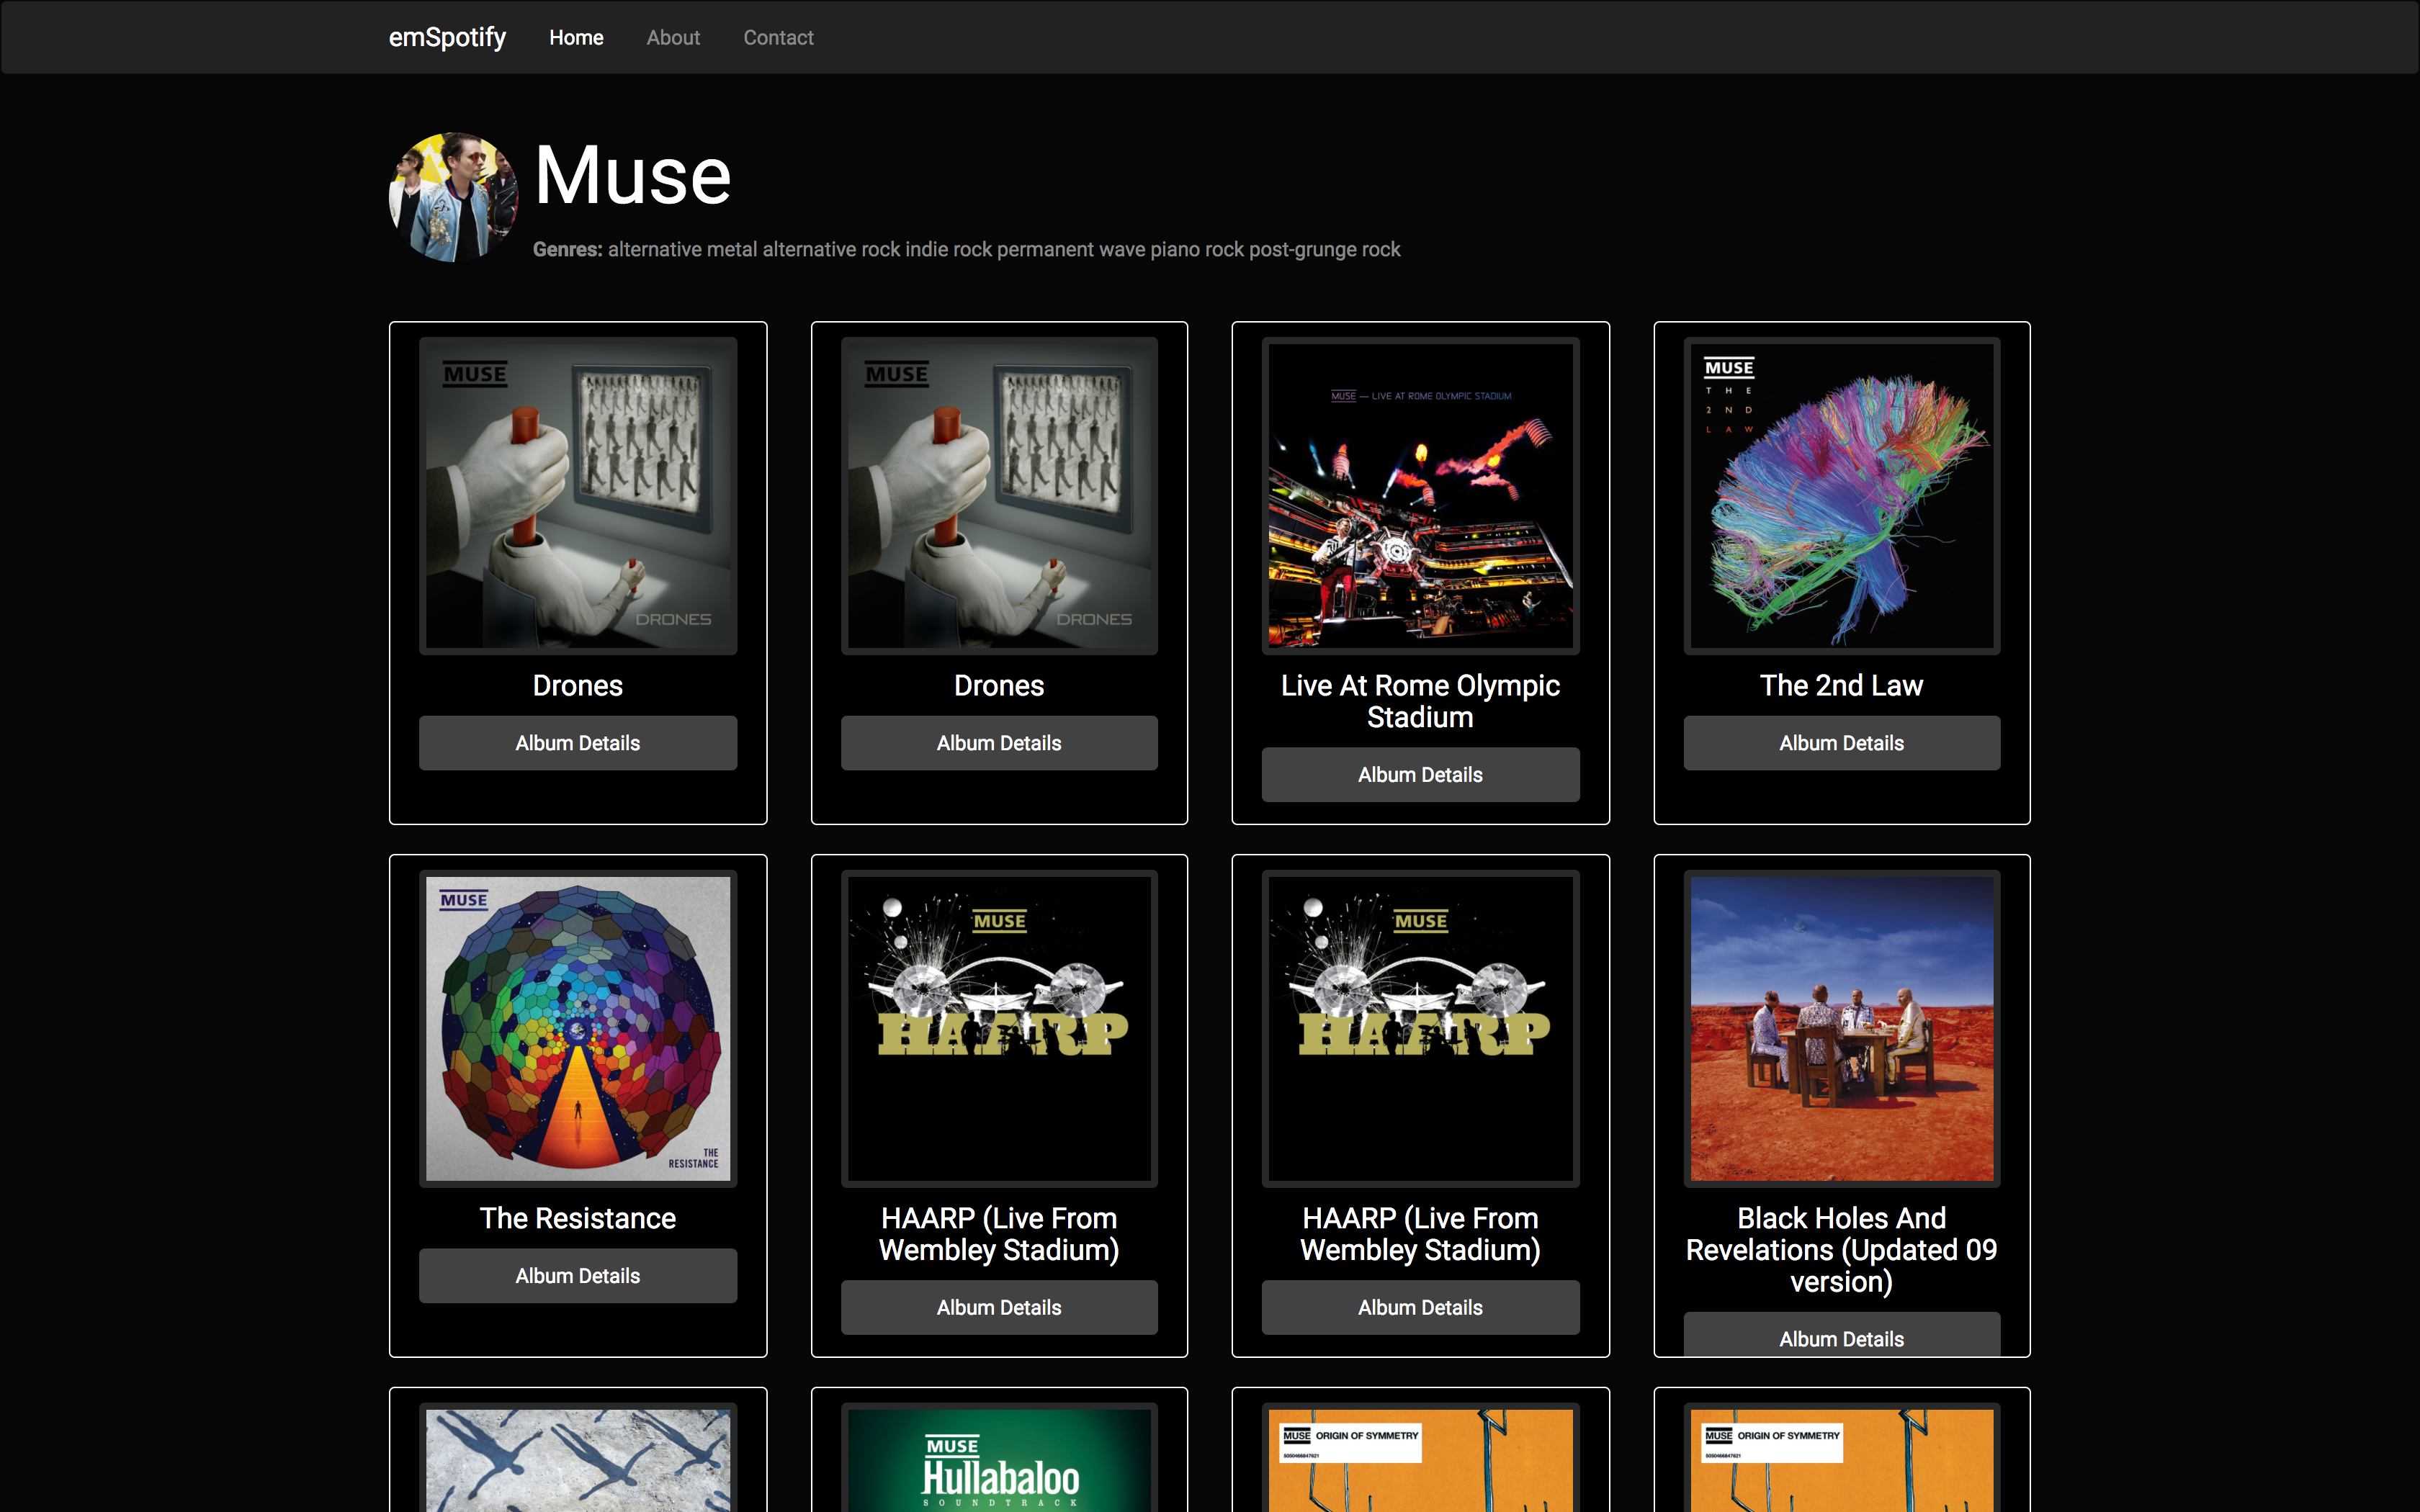 emSpotify Home About Contact
Muse
Genres: alternative metal alternative rock indie rock permanent wave piano rock post-grunge rock
MUSE
DRONES
Drones
Album Details
MUSE
DRONES
Drones
Album Details
MUSE — LIVE AT ROME OLYMPIC STADIUM
Live At Rome Olympic
Stadium
Album Details
MUSE
THE
2ND
LAW
The 2nd Law
Album Details
MUSE
THE
RESISTANCE
The Resistance
Album Details
MUSE
HAARP
HAARP (Live From
Wembley Stadium)
Album Details
MUSE
HAARP
HAARP (Live From
Wembley Stadium)
Album Details
Black Holes And
Revelations (Updated 09
version)
Album Details
MUSE
Hullabaloo
SOUNDTRACK
MUSE ORIGIN OF SYMMETRY
MUSE ORIGIN OF SYMMETRY